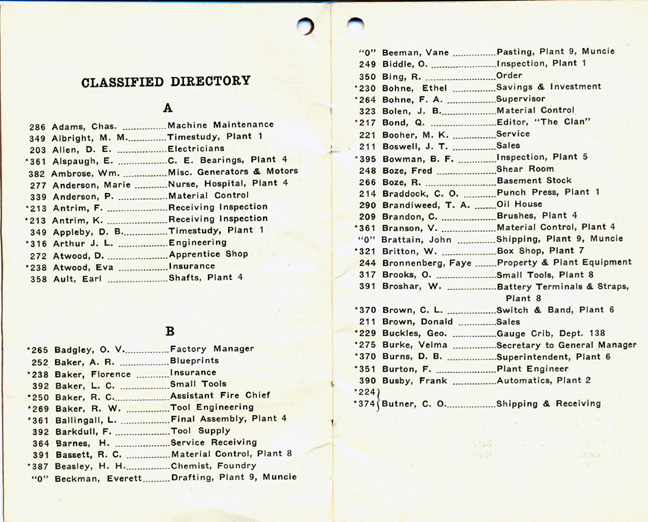 CLASSIFIED DIRECTORY
A
286 Adams, Chas. ..............Machine Maintenance
349 Albright, M. M...............Timestudy, Plant 1
203 Allen, D. E. ..................Electricians
*361 Alspaugh, E. ................C. E. Bearings, Plant 4
382 Ambrose, Wm. ..............Misc. Generators & Motors
277 Anderson, Marie ............Nurse, Hospital, Plant 4
339 Anderson, P. ................Material Control
*213 Antrim, F. ....................Receiving Inspection
*213 Antrim, K. ....................Receiving Inspection
349 Appleby, D. B...............Timestudy, Plant 1
*316 Arthur J. L. ..................Engineering
272 Atwood, D. ..................Apprentice Shop
*238 Atwood, Eva ................Insurance
358 Ault, Earl ....................Shafts, Plant 4
B
*265 Badgley, O. V...............Factory Manager
252 Baker, A. R. ................Blueprints
*238 Baker, Florence ............Insurance
392 Baker, L. C. ................Small Tools
*250 Baker, R. C.................Assistant Fire Chief
*269 Baker, R. W. ..............Tool Engineering
*361 Ballingall, L. ................Final Assembly, Plant 4
392 Barkdull, F. ..................Tool Supply
364 Barnes, H. ..................Service Receiving
391 Bassett, R. C. ..............Material Control, Plant 8
*387 Beasley, H. H...............Chemist, Foundry
"0" Beckman, Everett.........Drafting, Plant 9, Muncie
"0" Beeman, Vane ............Pasting, Plant 9, Muncie
249 Biddle, O. ..................Inspection, Plant 1
350 Bing, R. ....................Order
*230 Bohne, Ethel ..............Savings & Investment
*264 Bohne, F. A. ..............Supervisor
323 Bolen, J. B.................Material Control
*217 Bond, Q. ..................Editor, "The Clan"
221 Booher, M. K. ............Service
211 Boswell, J. T. ............Sales
*395 Bowman, B. F. ..........Inspection, Plant 5
248 Boze, Fred ................Shear Room
266 Boze, R. ..................Basement Stock
214 Braddock, C. O. ........Punch Press, Plant 1
290 Brandiweed, T. A. ......Oil House
209 Brandon, C. ..............Brushes, Plant 4
*361 Branson, V. ..............Material Control, Plant 4
"0" Brattain, John ............Shipping, Plant 9, Muncie
*321 Britton, W. ................Box Shop, Plant 7
244 Bronnenberg, Faye ......Property & Plant Equipment
317 Brooks, O. ................Small Tools, Plant 8
391 Broshar, W. ..............Battery Terminals & Straps,
Plant 8
*370 Brown, C. L. ............Switch & Band, Plant 6
211 Brown, Donald ..........Sales
*229 Buckles, Geo. ............Gauge Crib, Dept. 138
*275 Burke, Velma ............Secretary to General Manager
*370 Burns, D. B. ..............Superintendent, Plant 6
*351 Burton, F. ................Plant Engineer
390 Busby, Frank ............Automatics, Plant 2
*224}
*374}Butner, C. O...............Shipping & Receiving